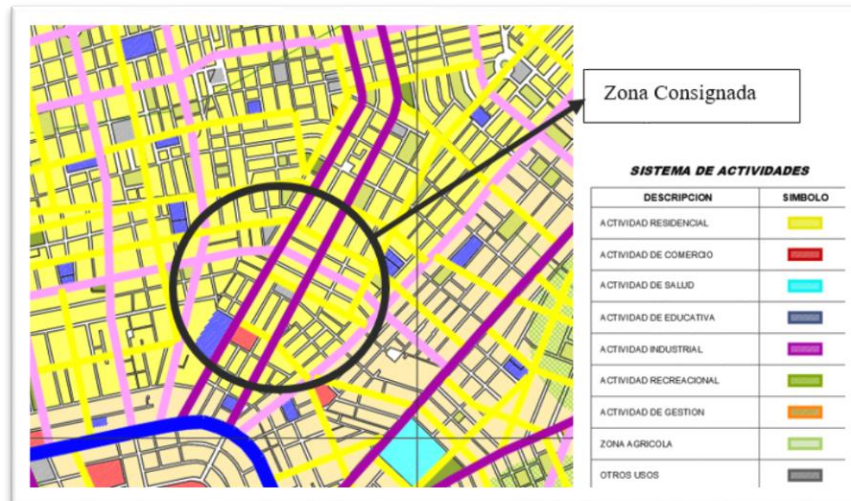 Zona Consignada
SISTEMA DE ACTIVIDADES
DESCRIPCION SIMBOLO
ACTIVIDAD RESIDENCIAL
ACTIVIDAD DE COMERCIO
ACTIVIDAD DE SALUD
ACTIVIDAD DE EDUCATIVA
ACTIVIDAD INDUSTRIAL
ACTIVIDAD RECREACIONAL
ACTIVIDAD DE GESTION
ZONA AGRICOLA
OTROS USOS